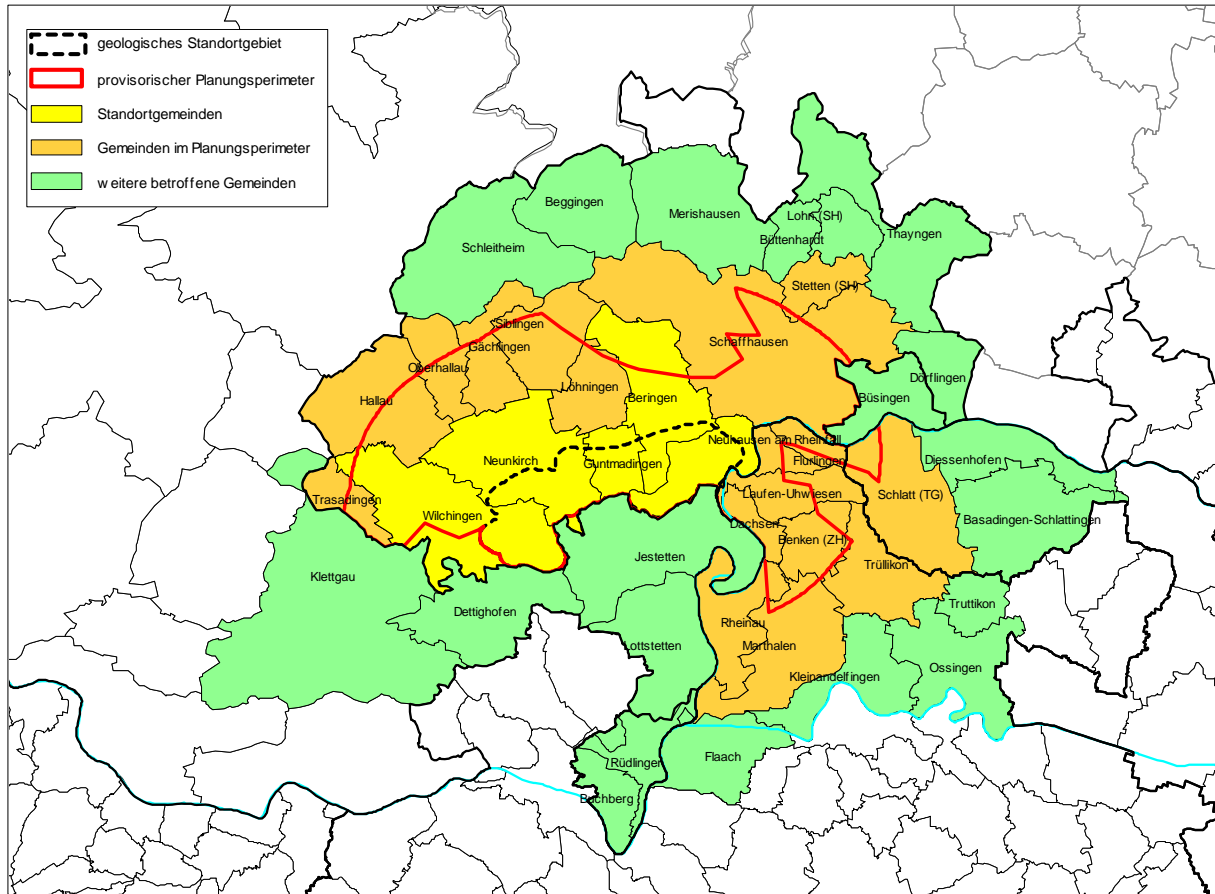 geologisches Standortgebiet
provisorischer Planungsperimeter
Standortgemeinden
Gemeinden im Planungsperimeter
weitere betroffene Gemeinden
Beggingen
Merishausen
Lohn (SH)
Büttenhardt
Thayngen
Schleitheim
Stetten (SH)
Siblingen
Schaffhausen
Gächlingen
Oberhallau
Dörflingen
Löhningen
Hallau
Beringen
Büsingen
Neuhausen am Rheinfall
Neunkirch
Guntmadingen
Flurlingen
Diessenhofen
Trasadingen
Laufen-Uhwiesen
Schlatt (TG)
Wilchingen
Dachsen
Basadingen-Schlattingen
Benken (ZH)
Jestetten
Klettgau
Trüllikon
Dettighofen
Truttikon
Rheinau
Lottstetten
Marthalen
Ossingen
Kleinandelfingen
Flaach
Rüdlingen
Buchberg